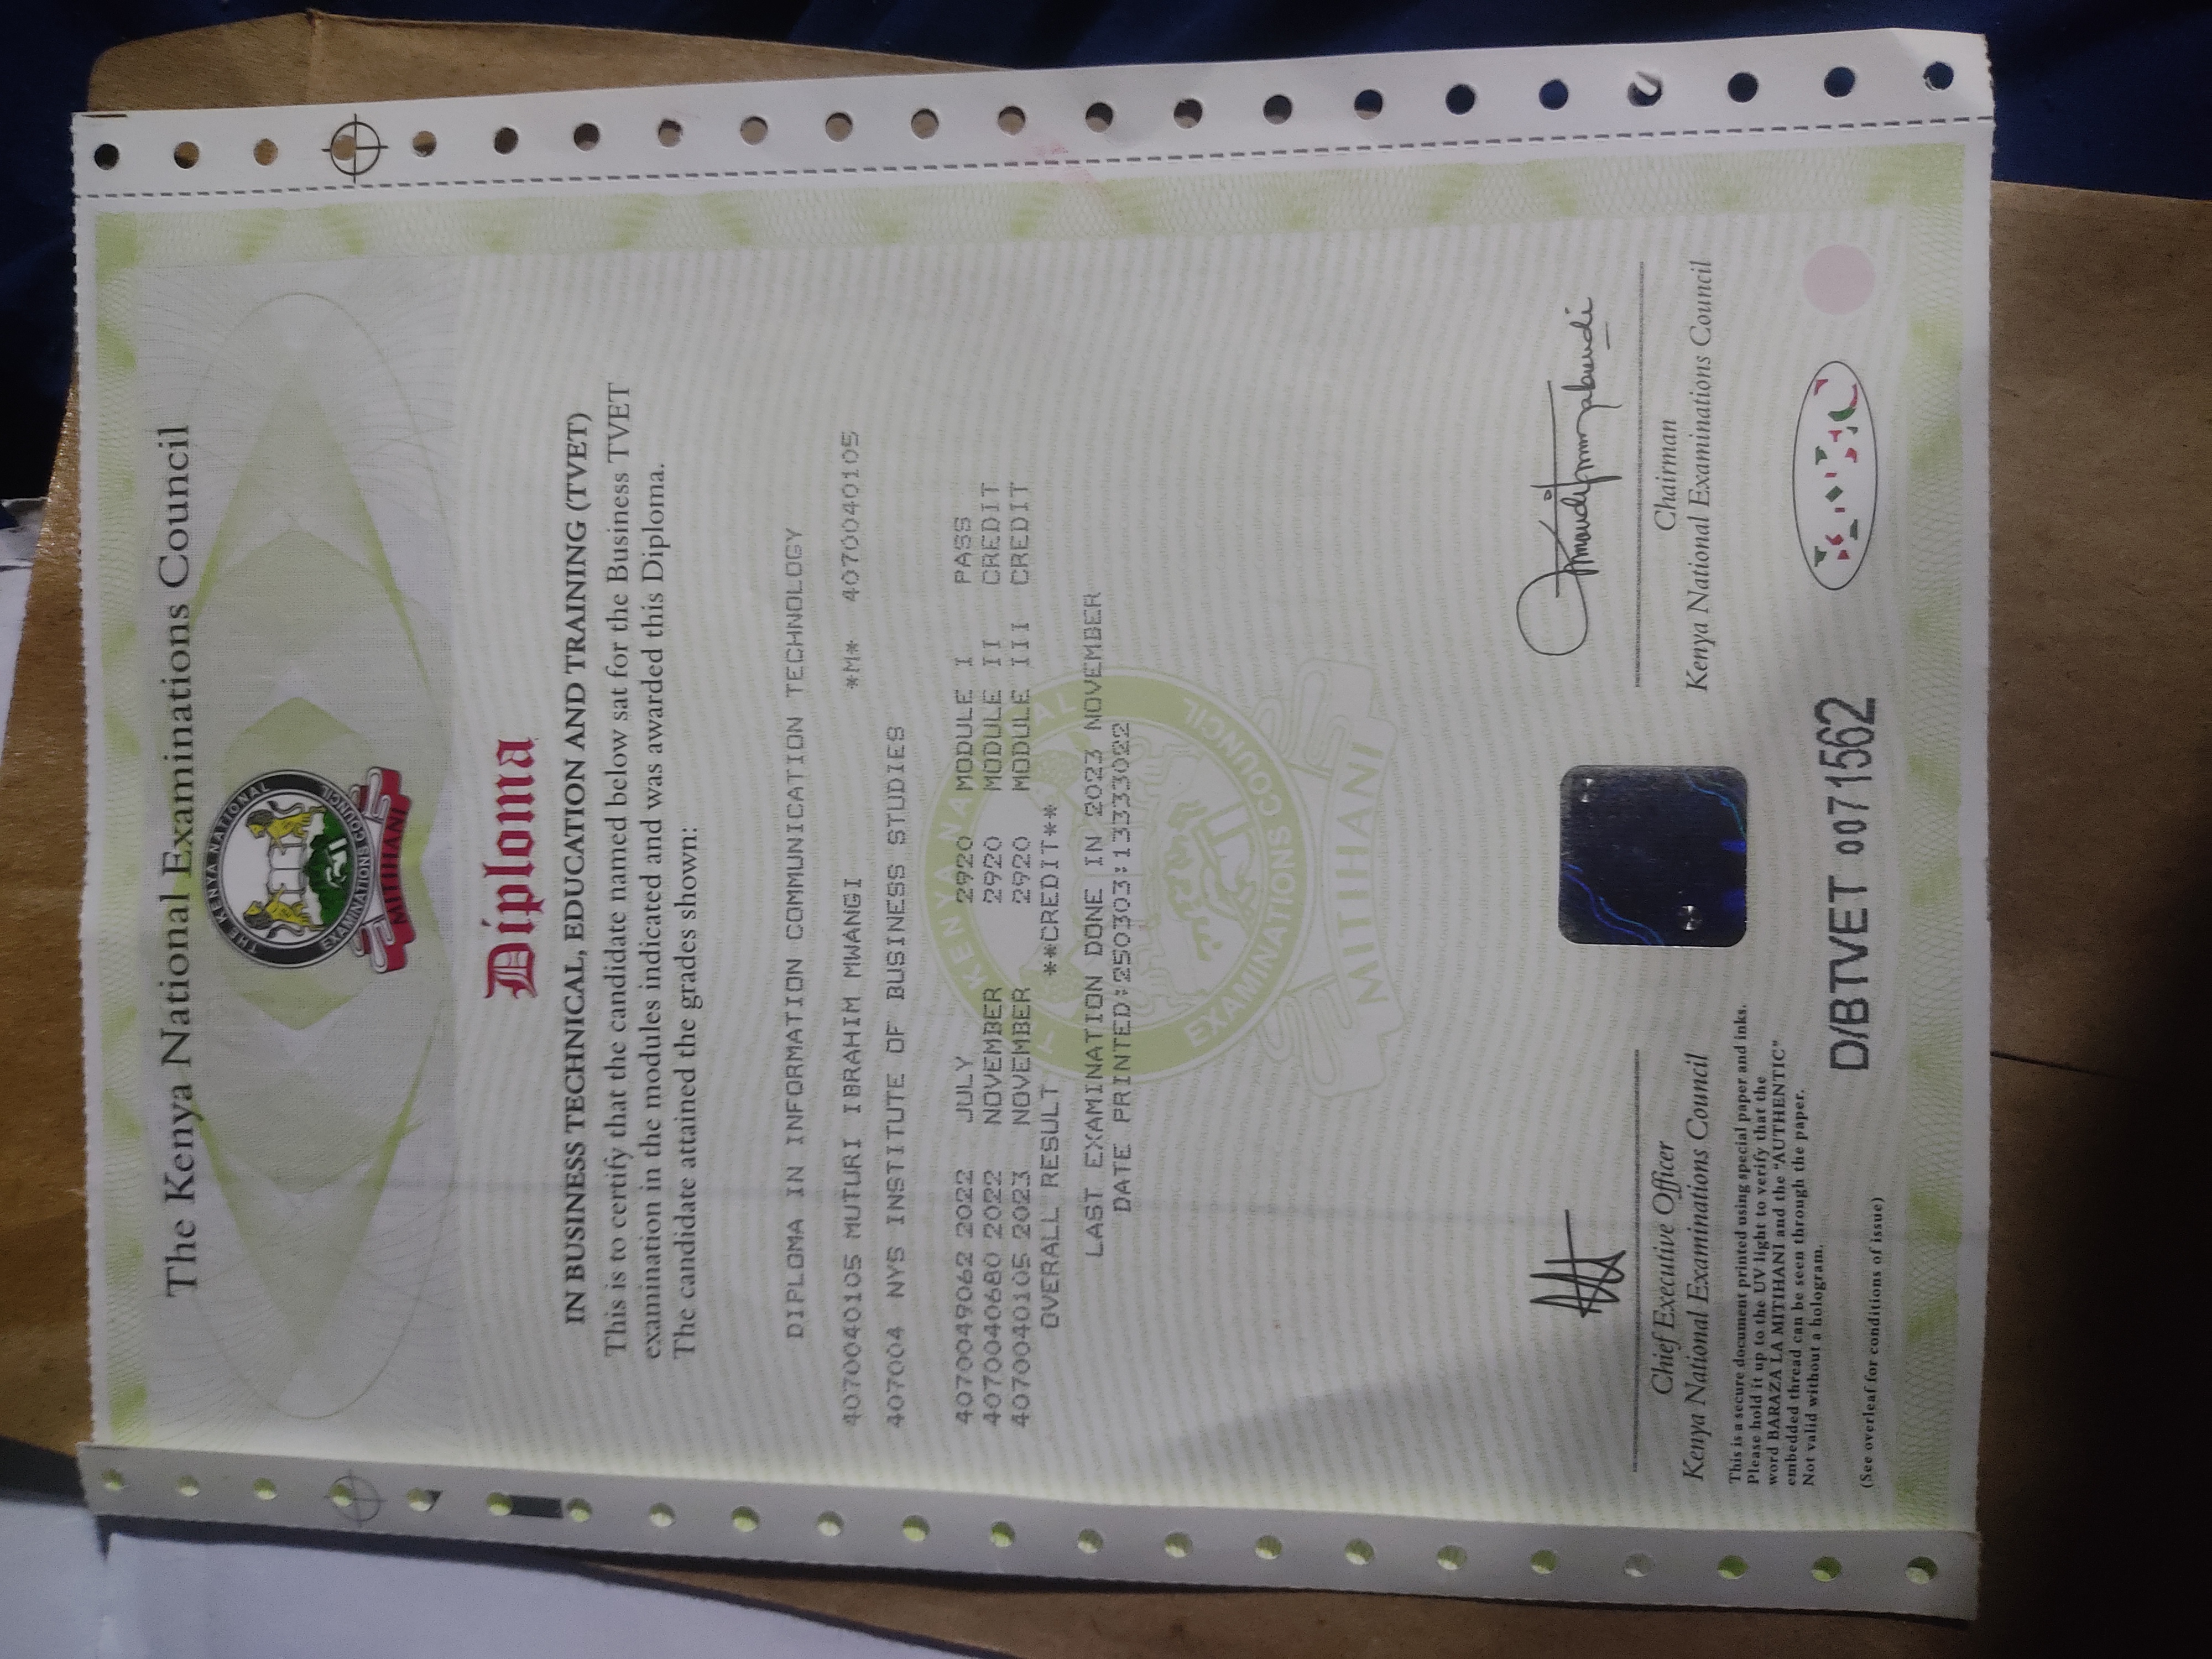 The Kenya National Examinations Council
THE KENYA NATIONAL
EXAMINATIONS COUNCIL
MITIHANI
Diploma
IN BUSINESS TECHNICAL, EDUCATION AND TRAINING (TVET)
This is to certify that the candidate named below sat for the Business TVET
examination in the modules indicated and was awarded this Diploma.
The candidate attained the grades shown:
DIPLOMA IN INFORMATION COMMUNICATION TECHNOLOGY
4070040105 MUTURI IBRAHIM MWANGI *M* 4070040105
407004 NYS INSTITUTE OF BUSINESS STUDIES
4070049062 2022 JULY 2920 MODULE I PASS
4070040680 2022 NOVEMBER 2920 MODULE II CREDIT
4070040105 2023 NOVEMBER 2920 MODULE III CREDIT
OVERALL RESULT **CREDIT**
LAST EXAMINATION DONE IN 2023 NOVEMBER
DATE PRINTED:250303:13333022
EXAMINATIONS COUNCIL
MITIHANI
Chief Executive Officer
Kenya National Examinations Council
Chairman
Kenya National Examinations Council
This is a secure document printed using special paper and inks.
Please hold it up to the UV light to verify that the
word BARAZA LA MITIHANI and the "AUTHENTIC"
embedded thread can be seen through the paper.
Not valid without a hologram.
(See overleaf for conditions of issue)
D/BTVET 0071562